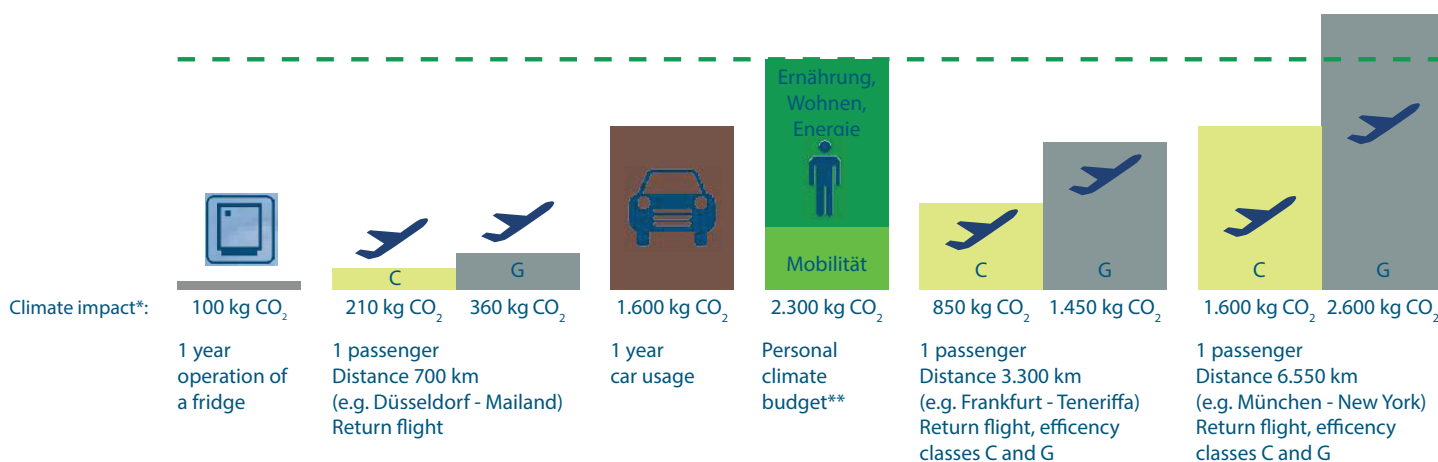 Ernährung,
Wohnen,
Energie
Mobilität
C
G
C
G
C
G
Climate impact*:
100 kg CO₂
210 kg CO₂
360 kg CO₂
1.600 kg CO₂
2.300 kg CO₂
850 kg CO₂
1.450 kg CO₂
1.600 kg CO₂
2.600 kg CO₂
1 year
operation of
a fridge
1 passenger
Distance 700 km
(e.g. Düsseldorf - Mailand)
Return flight
1 year
car usage
Personal
climate
budget**
1 passenger
Distance 3.300 km
(e.g. Frankfurt - Teneriffa)
Return flight, efficency
classes C and G
1 passenger
Distance 6.550 km
(e.g. München - New York)
Return flight, efficency
classes C and G